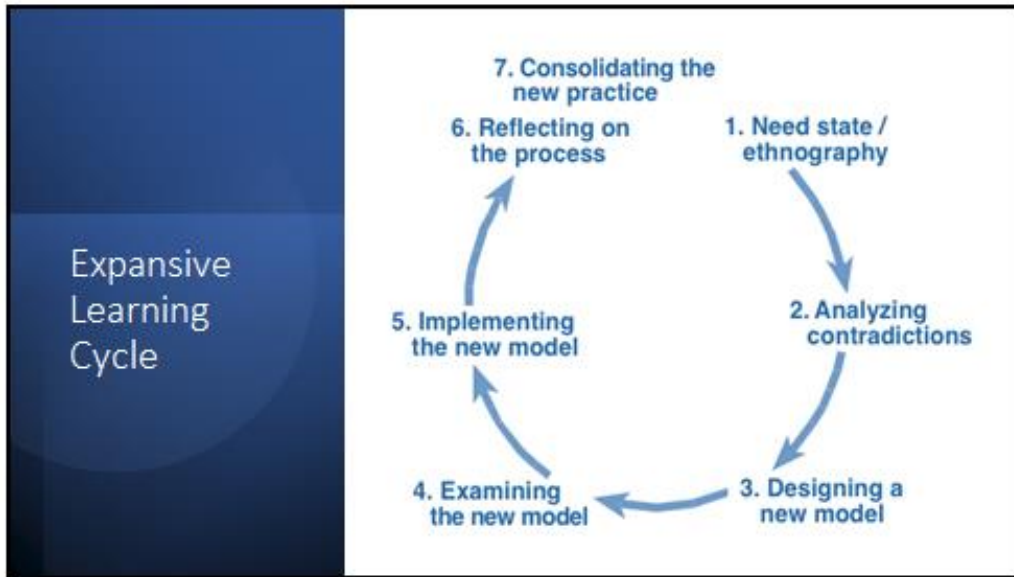 Expansive
Learning
Cycle
1. Need state /
ethnography
2. Analyzing
contradictions
3. Designing a
new model
4. Examining
the new model
5. Implementing
the new model
6. Reflecting on
the process
7. Consolidating the
new practice